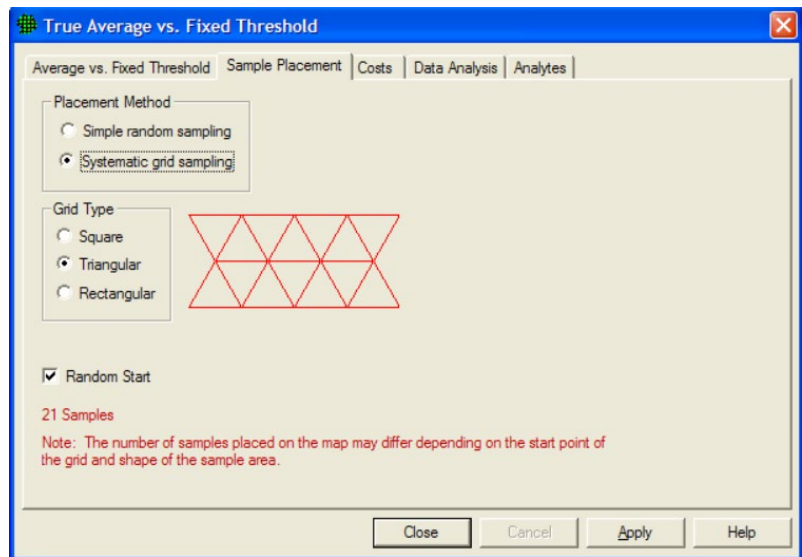 True Average vs. Fixed Threshold
Average vs. Fixed Threshold Sample Placement Costs Data Analysis Analytes
Placement Method
Simple random sampling
Systematic grid sampling
Grid Type
Square
Triangular
Rectangular
Random Start
21 Samples
Note: The number of samples placed on the map may differ depending on the start point of
the grid and shape of the sample area.
Close Cancel Apply Help